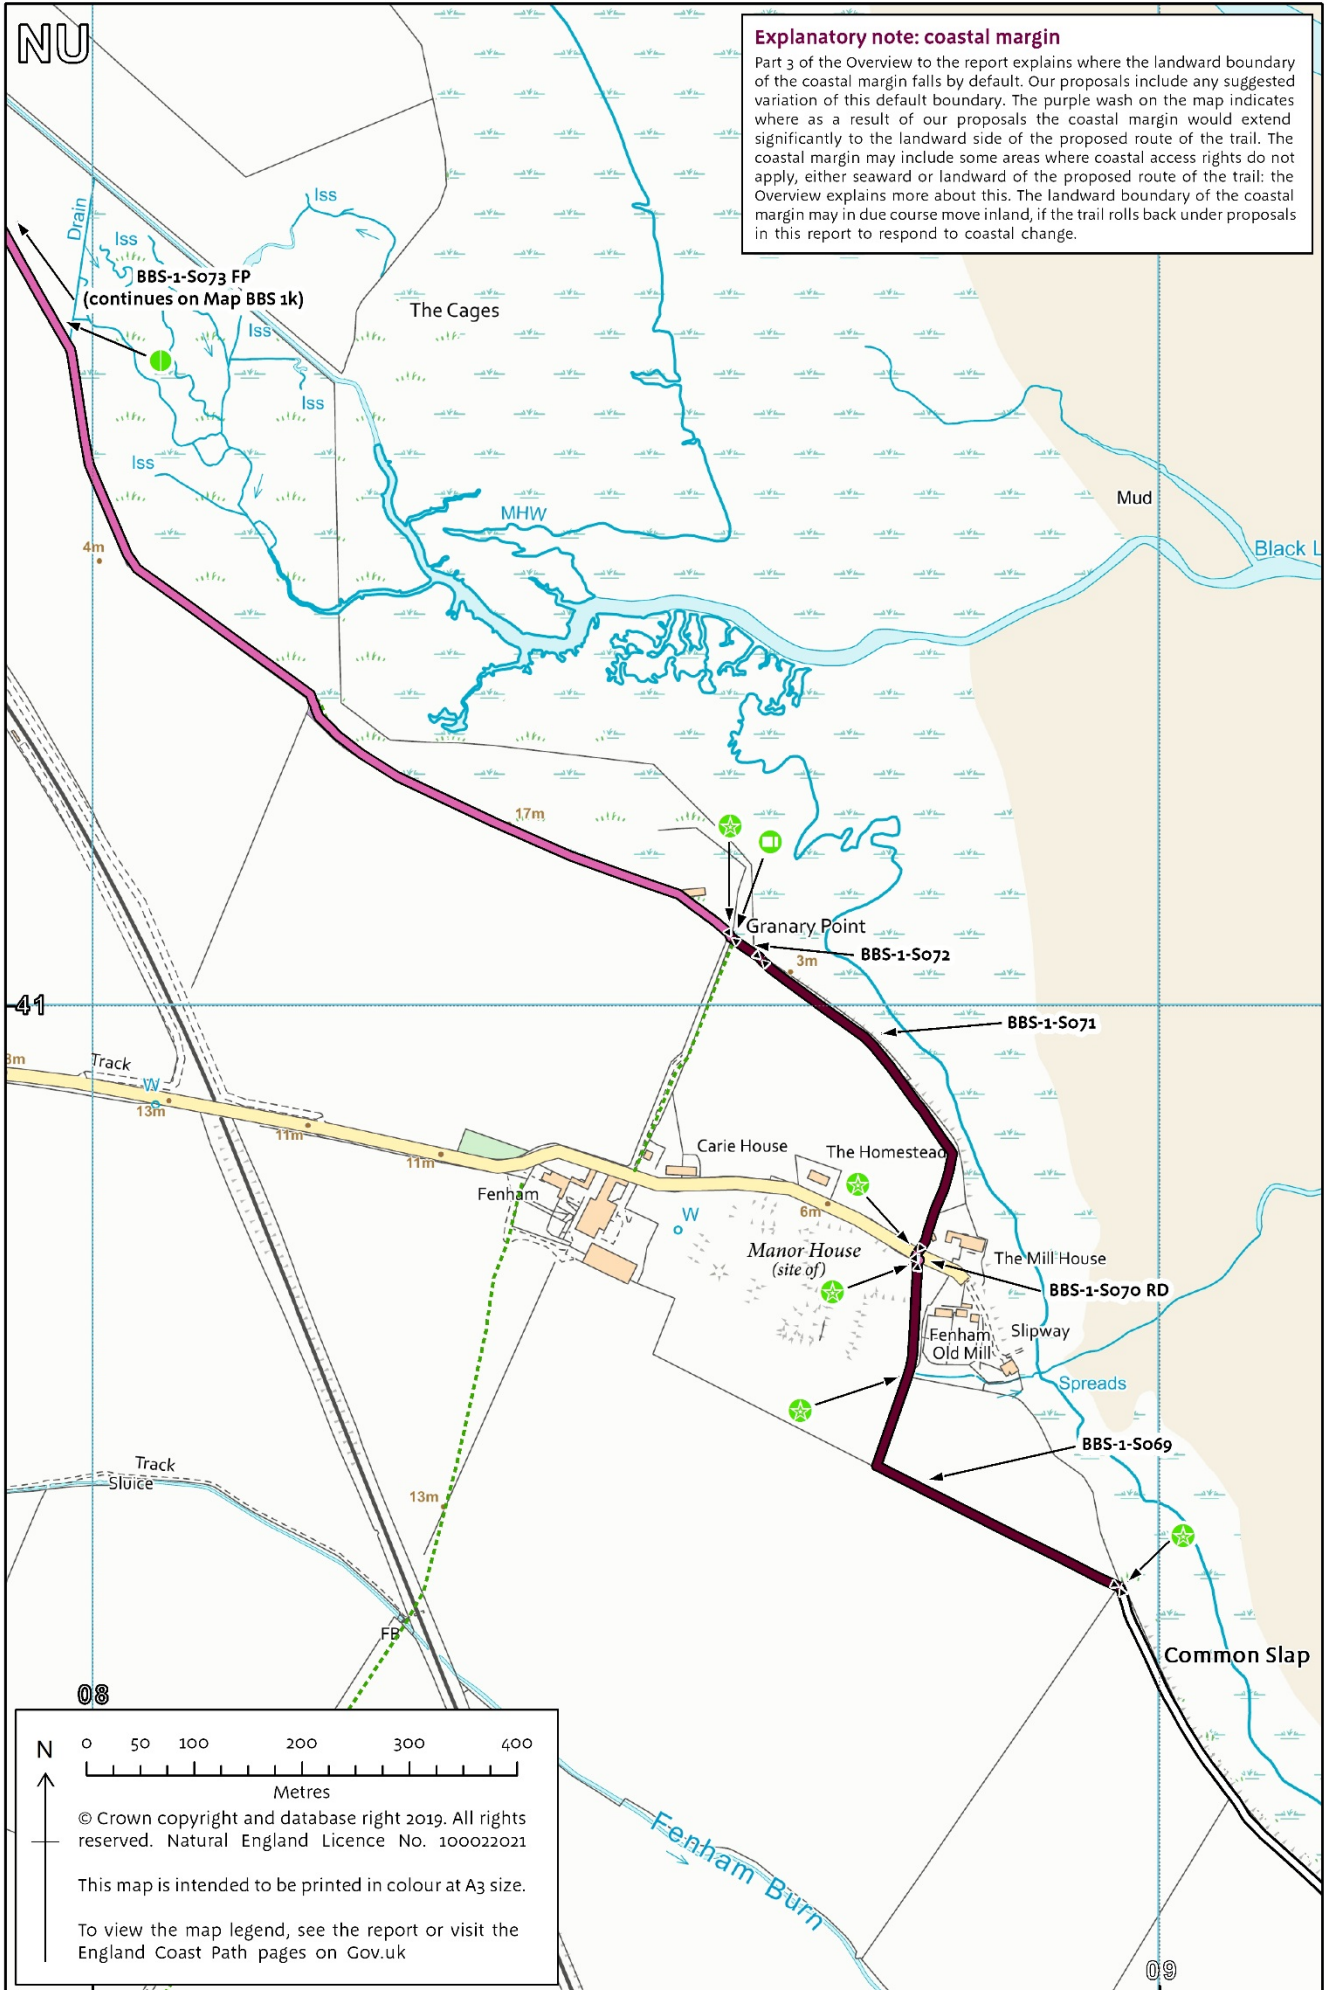 NU
Explanatory note: coastal margin
Part 3 of the Overview to the report explains where the landward boundary
of the coastal margin falls by default. Our proposals include any suggested
variation of this default boundary. The purple wash on the map indicates
where as a result of our proposals the coastal margin would extend
significantly to the landward side of the proposed route of the trail. The
coastal margin may include some areas where coastal access rights do not
apply, either seaward or landward of the proposed route of the trail: the
Overview explains more about this. The landward boundary of the coastal
margin may in due course move inland, if the trail rolls back under proposals
in this report to respond to coastal change.
Iss
Drain
Iss
BBS-1-S073 FP
(continues on Map BBS 1k)
The Cages
Iss
Iss
Iss
Mud
MHW
4m
Black L
17m
Granary Point
BBS-1-S072
3m
41
BBS-1-S071
3m
Track
W
13m
11m
11m
Carie House
The Homestead
Fenham
6m
W
Manor House
(site of)
The Mill House
BBS-1-S070 RD
Fenham
Old Mill
Slipway
Spreads
BBS-1-S069
Track
Sluice
13m
FB
Common Slap
08
N
0 50 100 200 300 400
Metres
© Crown copyright and database right 2019. All rights
reserved. Natural England Licence No. 100022021
This map is intended to be printed in colour at A3 size.
To view the map legend, see the report or visit the
England Coast Path pages on Gov.uk
Fenham Burn
09